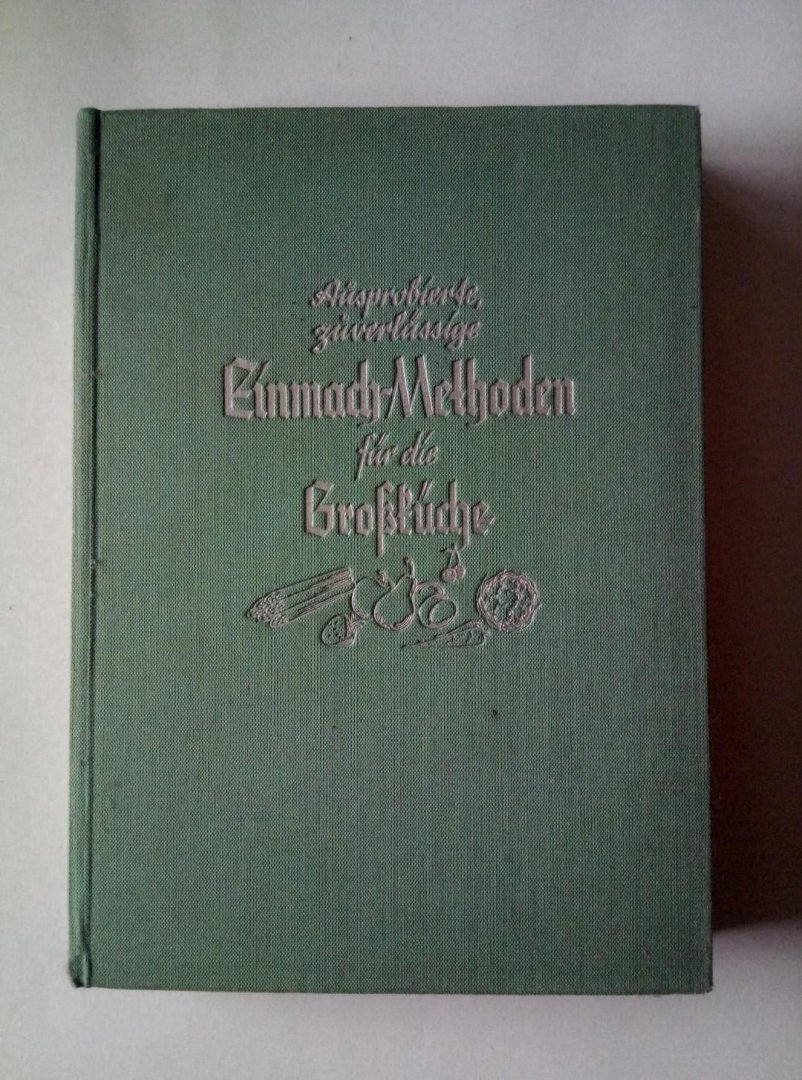 Ausprobierte,
zuverlässige
Einmach-Methoden
für die
Großküche